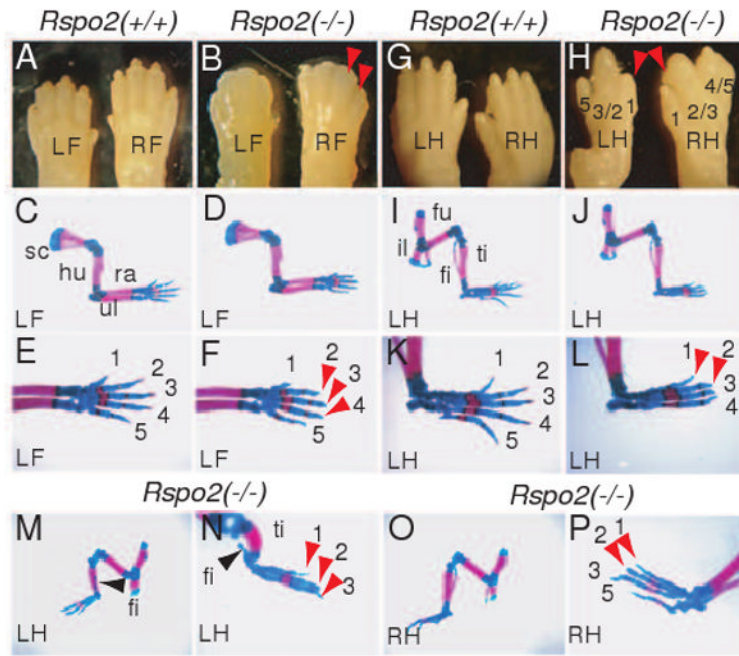 Rspo2(+/+) Rspo2(-/-) Rspo2(+/+) Rspo2(-/-)
A B G H
LF RF LF RF LH RH 5 3/2 1 LH 1 2/3 4/5 RH
C D I J
sc hu ra ul LF LF fu il ti fi LH LH
E F K L
1 2 3 4 5 LF 1 2 3 4 5 LF 1 2 3 4 5 LH 1 2 3 4 LH
Rspo2(-/-) Rspo2(-/-)
M N O P
fi LH ti fi 1 2 3 LH RH 1 2 3 5 RH